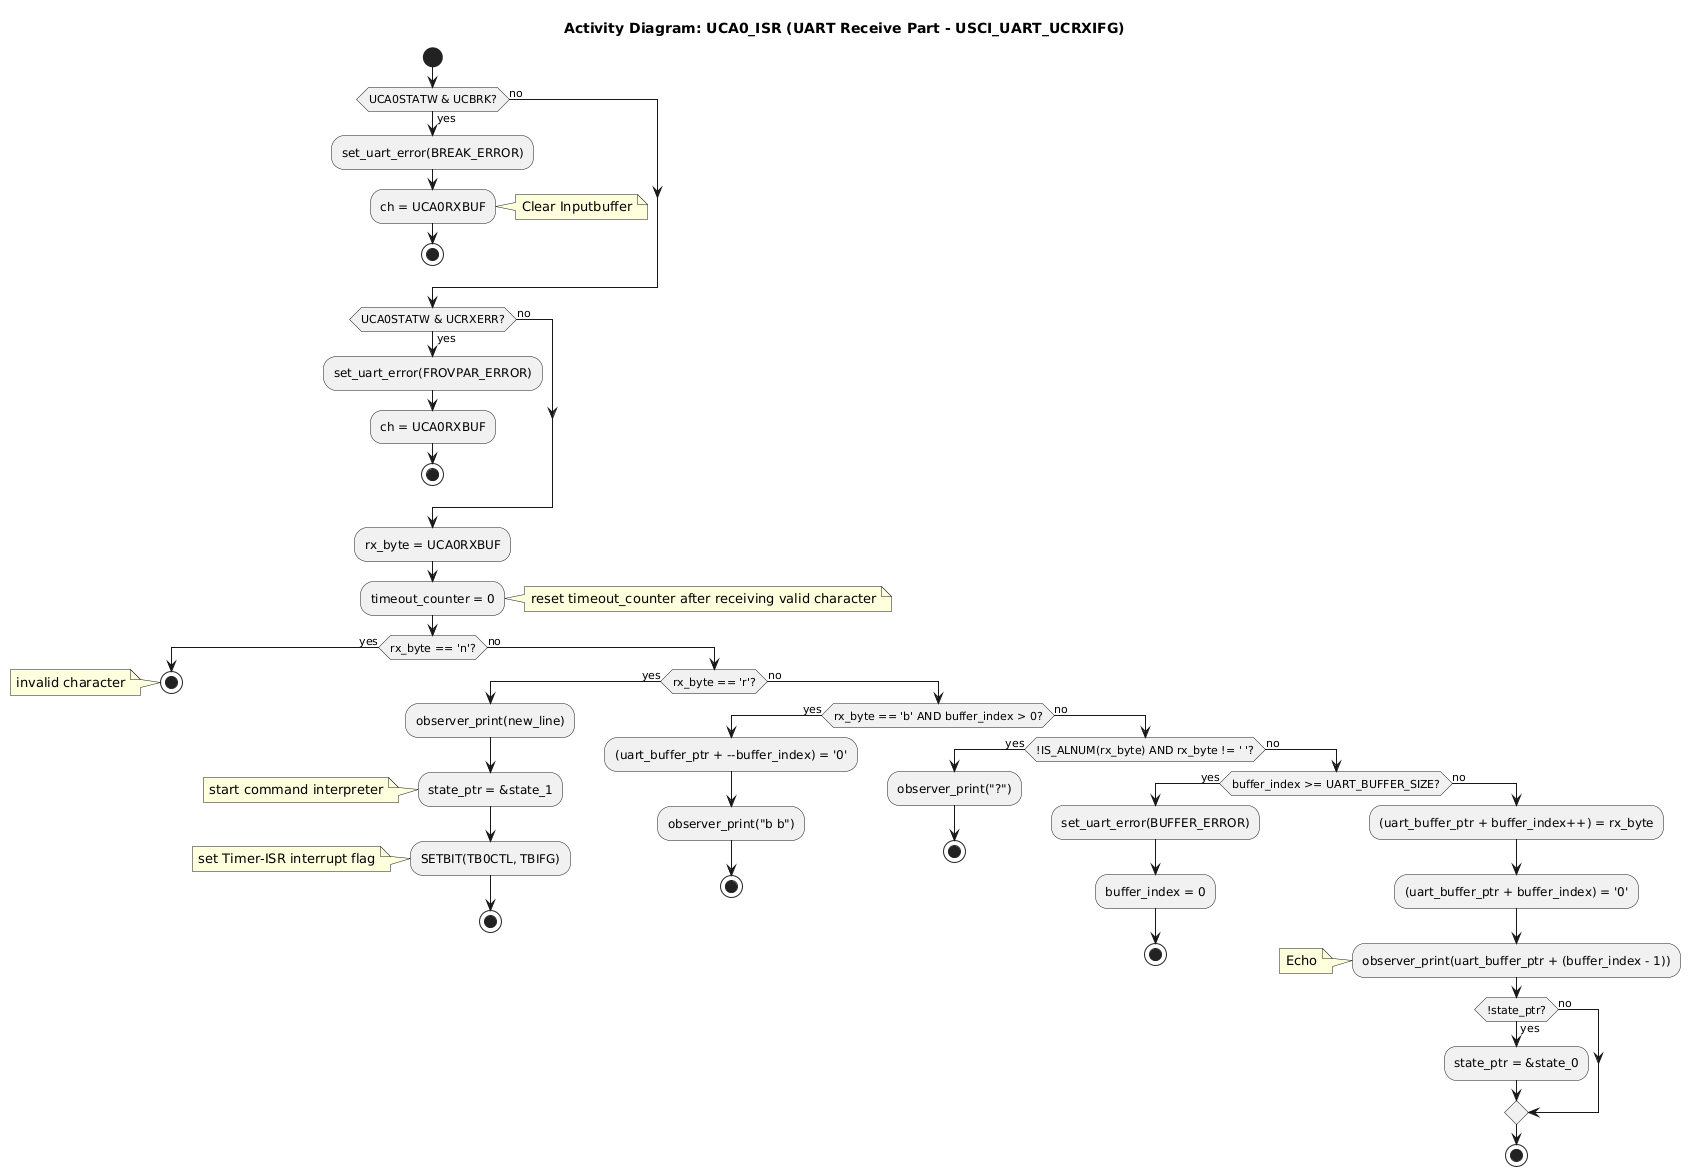 Activity Diagram: UCA0_ISR (UART Receive Part - USCI_UART_UCRXIFG)
UCA0STATW & UCBRK?
no
yes
set_uart_error(BREAK_ERROR)
ch = UCA0RXBUF
Clear Inputbuffer
UCA0STATW & UCRXERR?
no
yes
set_uart_error(FROVPAR_ERROR)
ch = UCA0RXBUF
rx_byte = UCA0RXBUF
timeout_counter = 0
reset timeout_counter after receiving valid character
yes
rx_byte == 'n'?
no
invalid character
yes
rx_byte == 'r'?
no
observer_print(new_line)
start command interpreter
state_ptr = &state_1
set Timer-ISR interrupt flag
SETBIT(TB0CTL, TBIFG)
yes
rx_byte == 'b' AND buffer_index > 0?
no
(uart_buffer_ptr + --buffer_index) = '0'
observer_print("b b")
yes
!IS_ALNUM(rx_byte) AND rx_byte != ' '?
no
observer_print("?")
yes
buffer_index >= UART_BUFFER_SIZE?
no
set_uart_error(BUFFER_ERROR)
buffer_index = 0
(uart_buffer_ptr + buffer_index++) = rx_byte
(uart_buffer_ptr + buffer_index) = '0'
Echo
observer_print(uart_buffer_ptr + (buffer_index - 1))
!state_ptr?
no
yes
state_ptr = &state_0